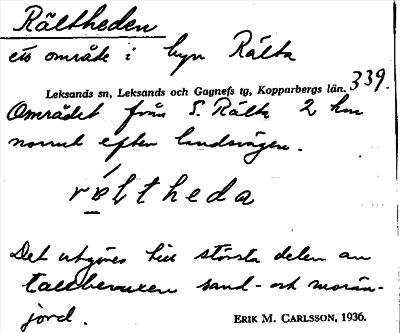 Rältheden
ett område i byn Rälta
339.
Leksands sn, Leksands och Gagnefs tg, Kopparbergs län.
Området från S. Rälta 2 km
norrut efter landsvägen.
rältheda
Det utgöres till största delen av
tallbevuxen sand- och morän-
jord.
ERIK M. CARLSSON, 1936.